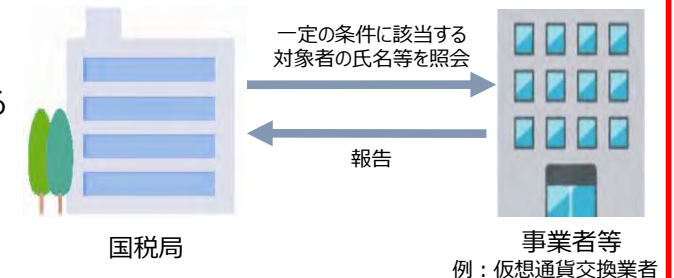 一定の条件に該当する
対象者の氏名等を照会
る
報告
国税局
事業者等
例：仮想通貨交換業者